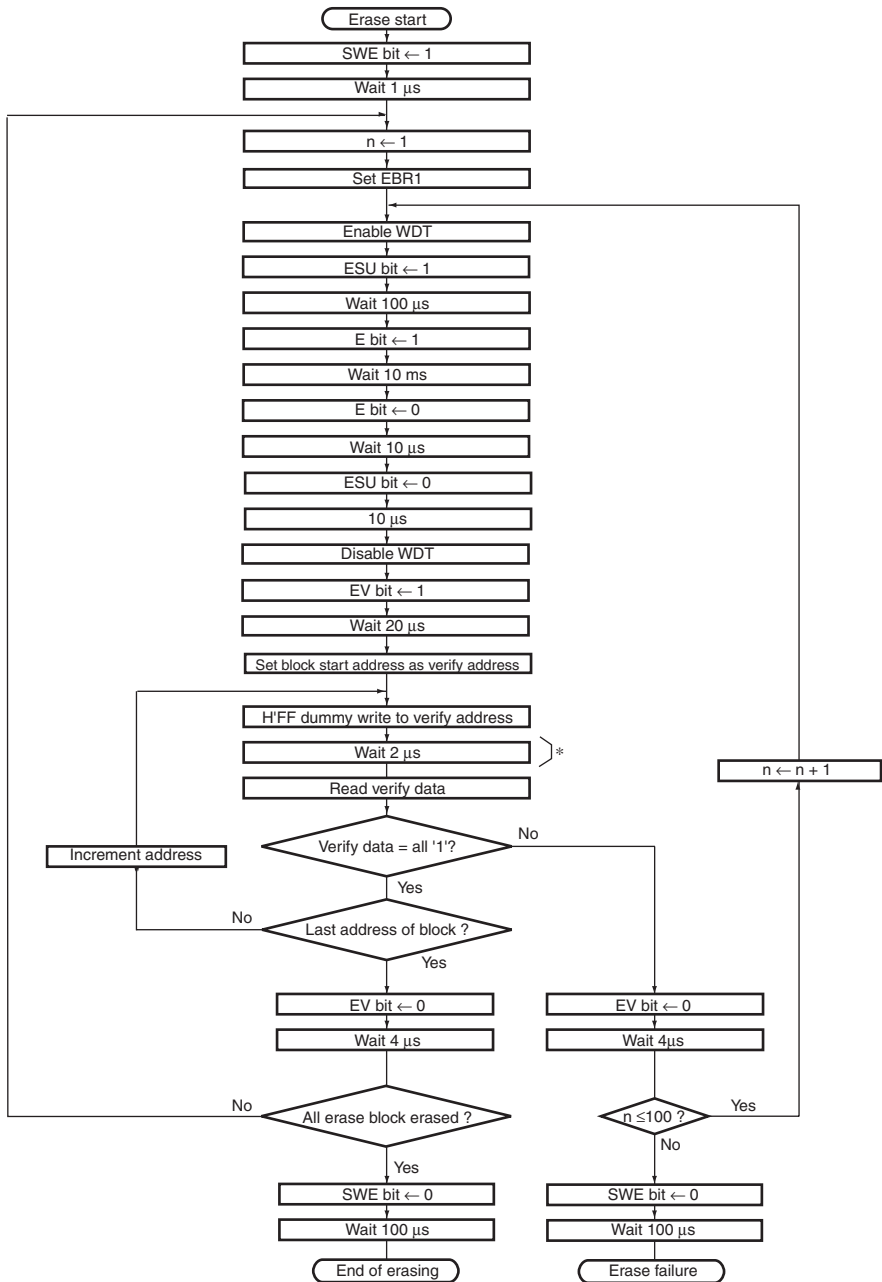 Erase start
SWE bit ← 1
Wait 1 μs
n ← 1
Set EBR1
Enable WDT
ESU bit ← 1
Wait 100 μs
E bit ← 1
Wait 10 ms
E bit ← 0
Wait 10 μs
ESU bit ← 0
10 μs
Disable WDT
EV bit ← 1
Wait 20 μs
Set block start address as verify address
H'FF dummy write to verify address
Wait 2 μs
*
n ← n + 1
Read verify data
Verify data = all '1'?
No
Increment address
Yes
No
Last address of block ?
Yes
EV bit ← 0
EV bit ← 0
Wait 4 μs
Wait 4μs
No
All erase block erased ?
n ≤100 ?
Yes
Yes
No
SWE bit ← 0
SWE bit ← 0
Wait 100 μs
Wait 100 μs
End of erasing
Erase failure